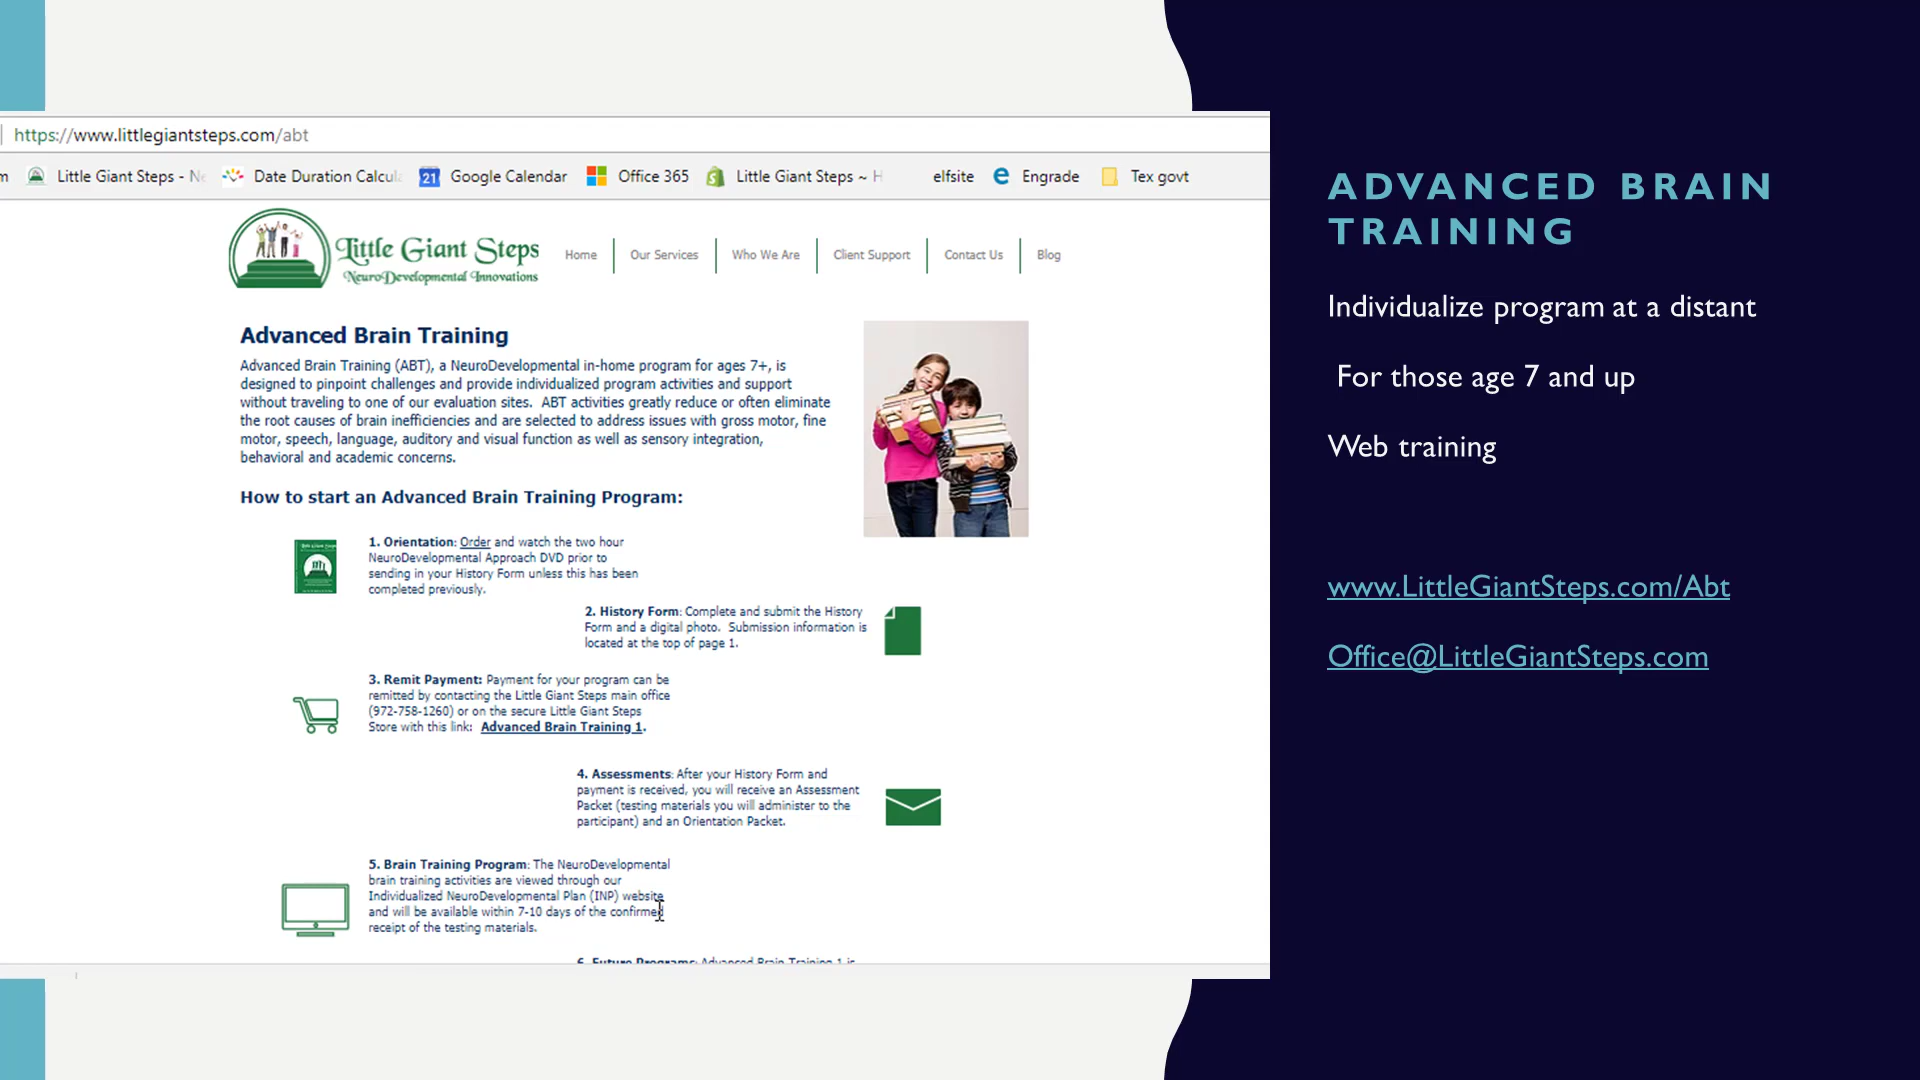 https://www.littlegiantsteps.com/abt
Little Giant Steps - Ne
Date Duration Calcul
21
Google Calendar
Office 365
Little Giant Steps ~ H
elfsite
Engrade
Tex govt
Little Giant Steps
NeuroDevelopmental Innovations
Home
Our Services
Who We Are
Client Support
Contact Us
Blog
Advanced Brain Training
Advanced Brain Training (ABT), a NeuroDevelopmental in-home program for ages 7+, is
designed to pinpoint challenges and provide individualized program activities and support
without traveling to one of our evaluation sites. ABT activities greatly reduce or often eliminate
the root causes of brain inefficiencies and are selected to address issues with gross motor, fine
motor, speech, language, auditory and visual function as well as sensory integration,
behavioral and academic concerns.
How to start an Advanced Brain Training Program:
1. Orientation: Order and watch the two hour
NeuroDevelopmental Approach DVD prior to
sending in your History Form unless this has been
completed previously.
2. History Form: Complete and submit the History
Form and a digital photo. Submission information is
located at the top of page 1.
3. Remit Payment: Payment for your program can be
remitted by contacting the Little Giant Steps main office
(972-758-1260) or on the secure Little Giant Steps
Store with this link: Advanced Brain Training 1.
4. Assessments: After your History Form and
payment is received, you will receive an Assessment
Packet (testing materials you will administer to the
participant) and an Orientation Packet.
5. Brain Training Program: The NeuroDevelopmental
brain training activities are viewed through our
Individualized NeuroDevelopmental Plan (INP) website
and will be available within 7-10 days of the confirmed
receipt of the testing materials.
6. Future Programs: Advanced Brain Training 1 is
ADVANCED BRAIN
TRAINING
Individualize program at a distant
For those age 7 and up
Web training
www.LittleGiantSteps.com/Abt
Office@LittleGiantSteps.com